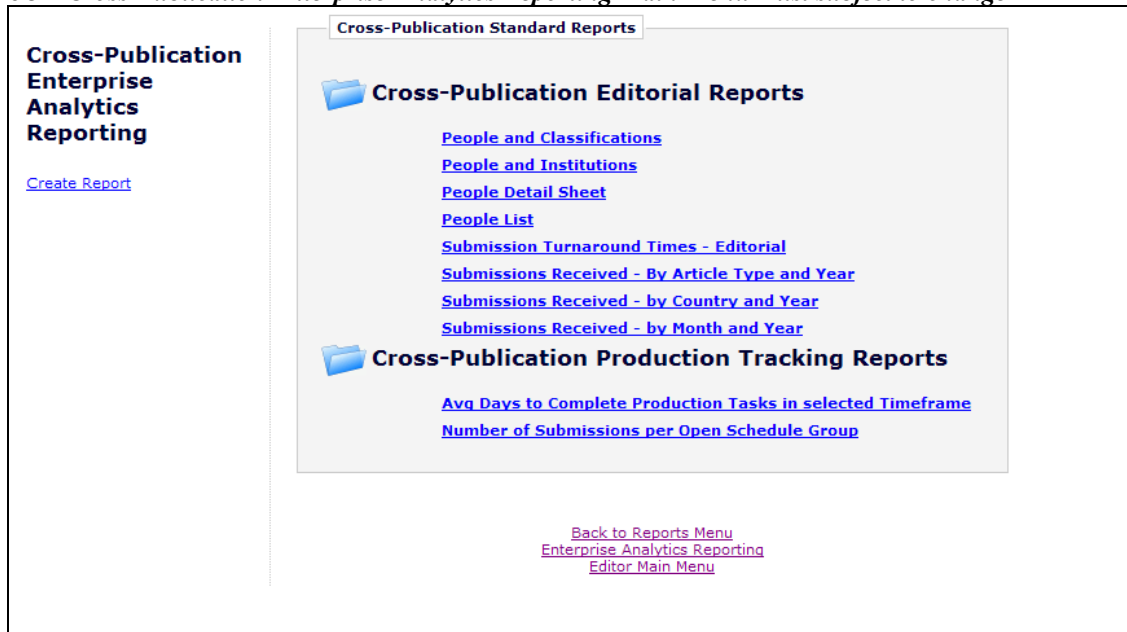 Cross-Publication
Enterprise
Analytics
Reporting
Create Report
Cross-Publication Standard Reports
Cross-Publication Editorial Reports
People and Classifications
People and Institutions
People Detail Sheet
People List
Submission Turnaround Times - Editorial
Submissions Received - By Article Type and Year
Submissions Received - by Country and Year
Submissions Received - by Month and Year
Cross-Publication Production Tracking Reports
Avg Days to Complete Production Tasks in selected Timeframe
Number of Submissions per Open Schedule Group
Back to Reports Menu
Enterprise Analytics Reporting
Editor Main Menu